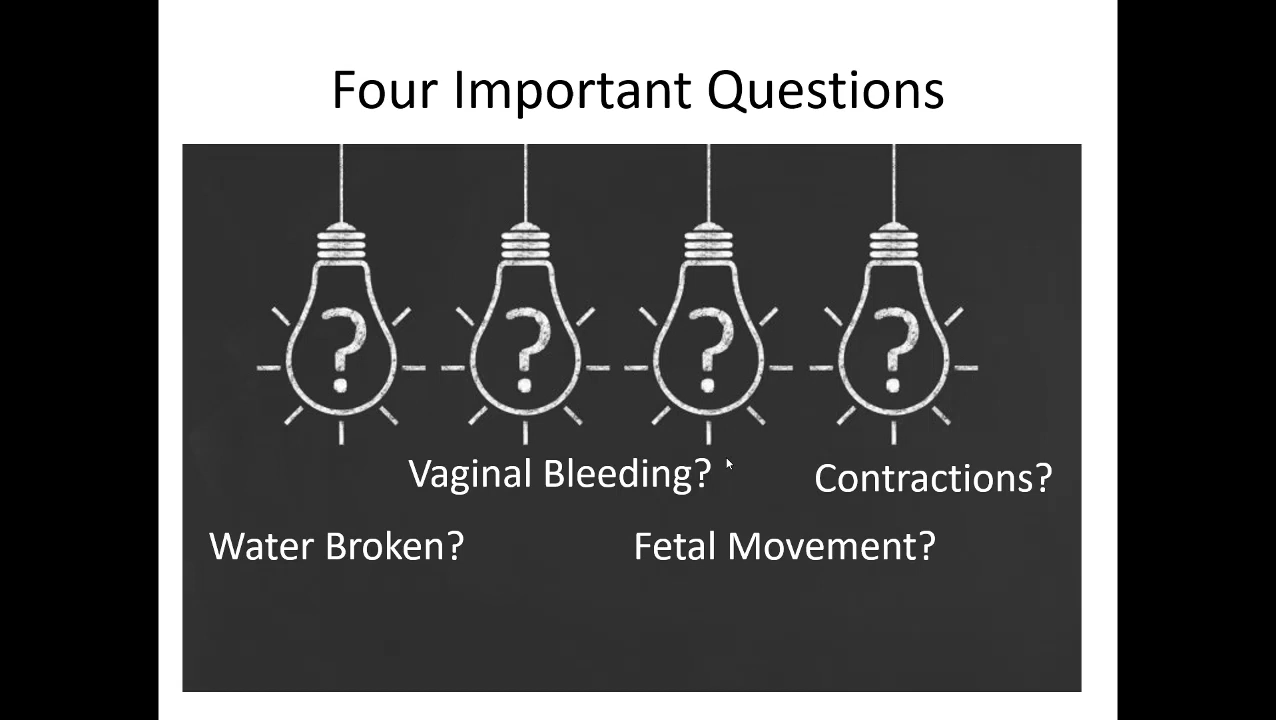 Four Important Questions
? ? ? ?
Vaginal Bleeding?
Contractions?
Water Broken?
Fetal Movement?